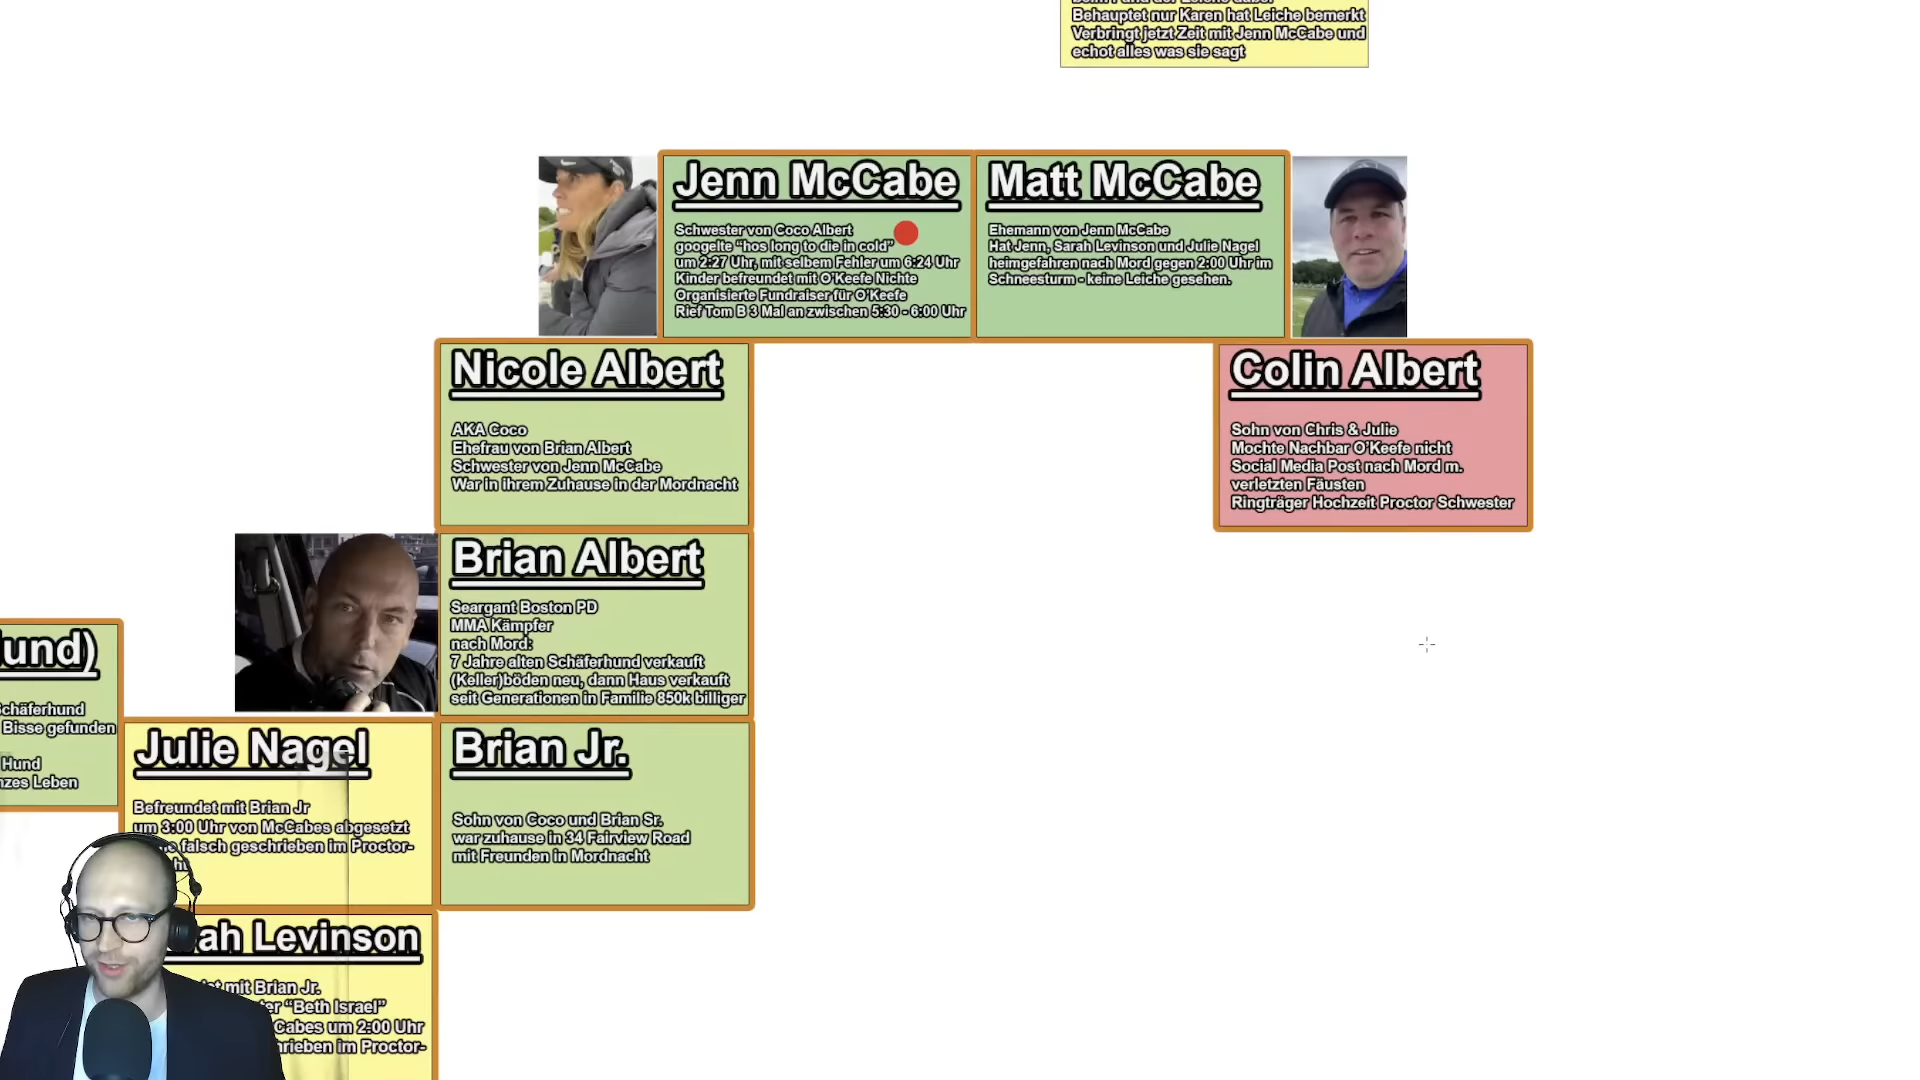 Behauptet nur Karen hat Leiche bemerkt
Verbringt jetzt Zeit mit Jenn McCabe und
echot alles was sie sagt
Jenn McCabe
Schwester von Coco Albert
googelte “hos long to die in cold”
um 2:27 Uhr, mit selbem Fehler um 6:24 Uhr
Kinder befreundet mit O'Keefe Nichte
Organisierte Fundraiser für O'Keefe
Rief Tom B 3 Mal an zwischen 5:30 - 6:00 Uhr
Matt McCabe
Ehemann von Jenn McCabe
Hat Jenn, Sarah Levinson und Julie Nagel
heimgefahren nach Mord gegen 2:00 Uhr im
Schneesturm - keine Leiche gesehen.
Nicole Albert
AKA Coco
Ehefrau von Brian Albert
Schwester von Jenn McCabe
War in ihrem Zuhause in der Mordnacht
Colin Albert
Sohn von Chris & Julie
Mochte Nachbar O'Keefe nicht
Social Media Post nach Mord m.
verletzten Fäusten
Ringträger Hochzeit Proctor Schwester
Brian Albert
Seargant Boston PD
MMA Kämpfer
nach Mord:
7 Jahre alten Schäferhund verkauft
(Keller)böden neu, dann Haus verkauft
seit Generationen in Familie 850k billiger
und)
chäferhund
Bisse gefunden
Hund
nzes Leben
Julie Nagel
Befreundet mit Brian Jr
um 3:00 Uhr von McCabes abgesetzt
falsch geschrieben im Proctor-
Brian Jr.
Sohn von Coco und Brian Sr.
war zuhause in 34 Fairview Road
mit Freunden in Mordnacht
ah Levinson
mit Brian Jr.
“Beth Israel”
Cabes um 2:00 Uhr
hrieben im Proctor-